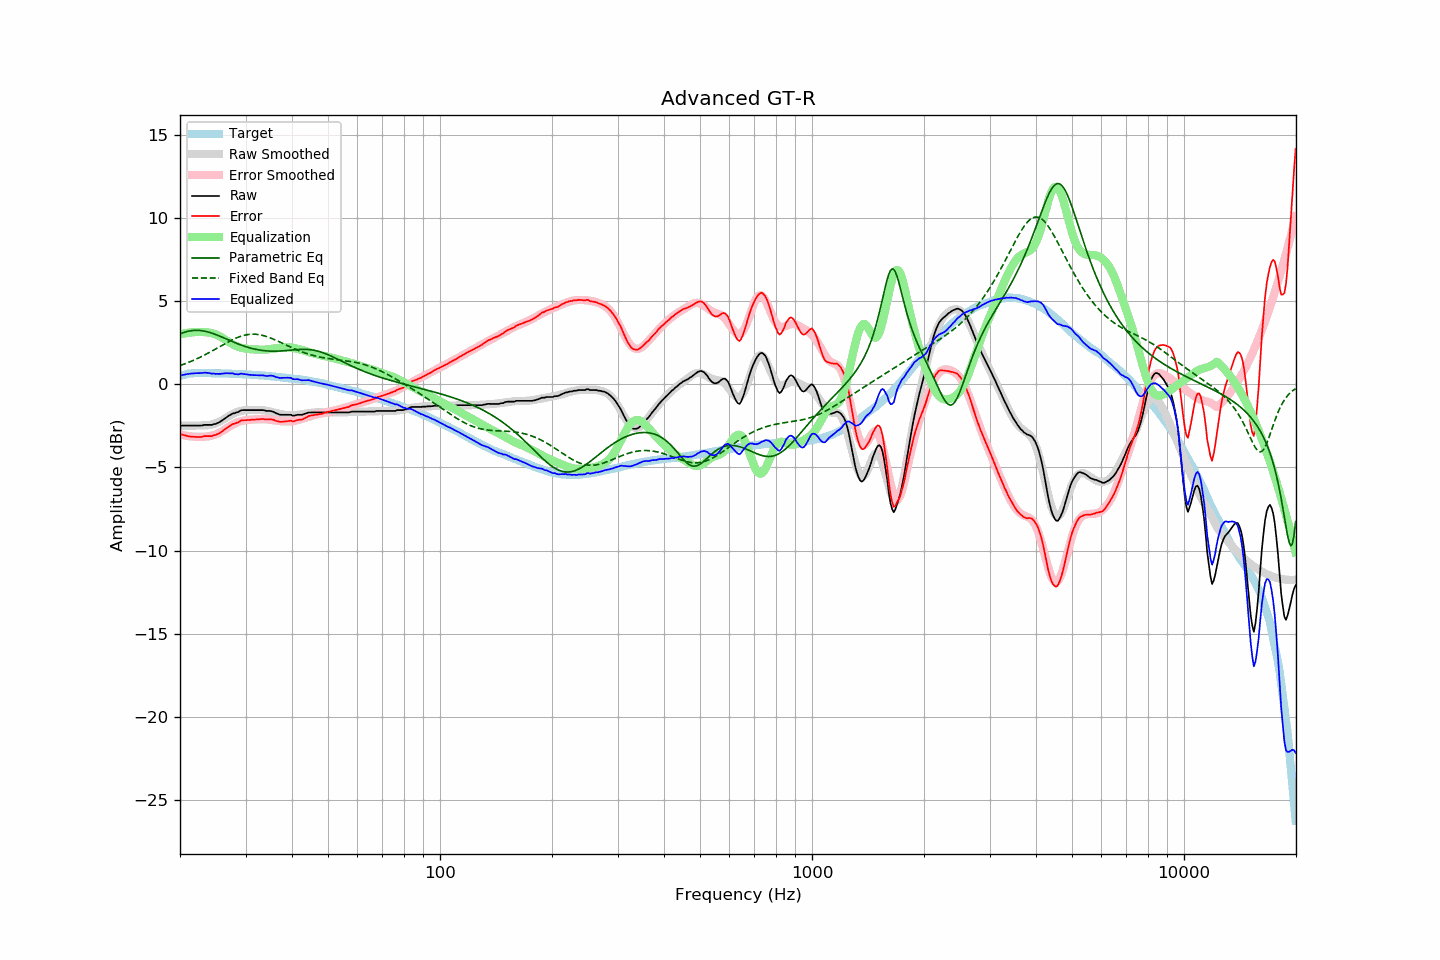 Advanced GT-R
Target
Raw Smoothed
Error Smoothed
Raw
Error
Equalization
Parametric Eq
Fixed Band Eq
Equalized
15
10
5
0
−5
−10
−15
−20
−25
Amplitude (dBr)
100
1000
10000
Frequency (Hz)